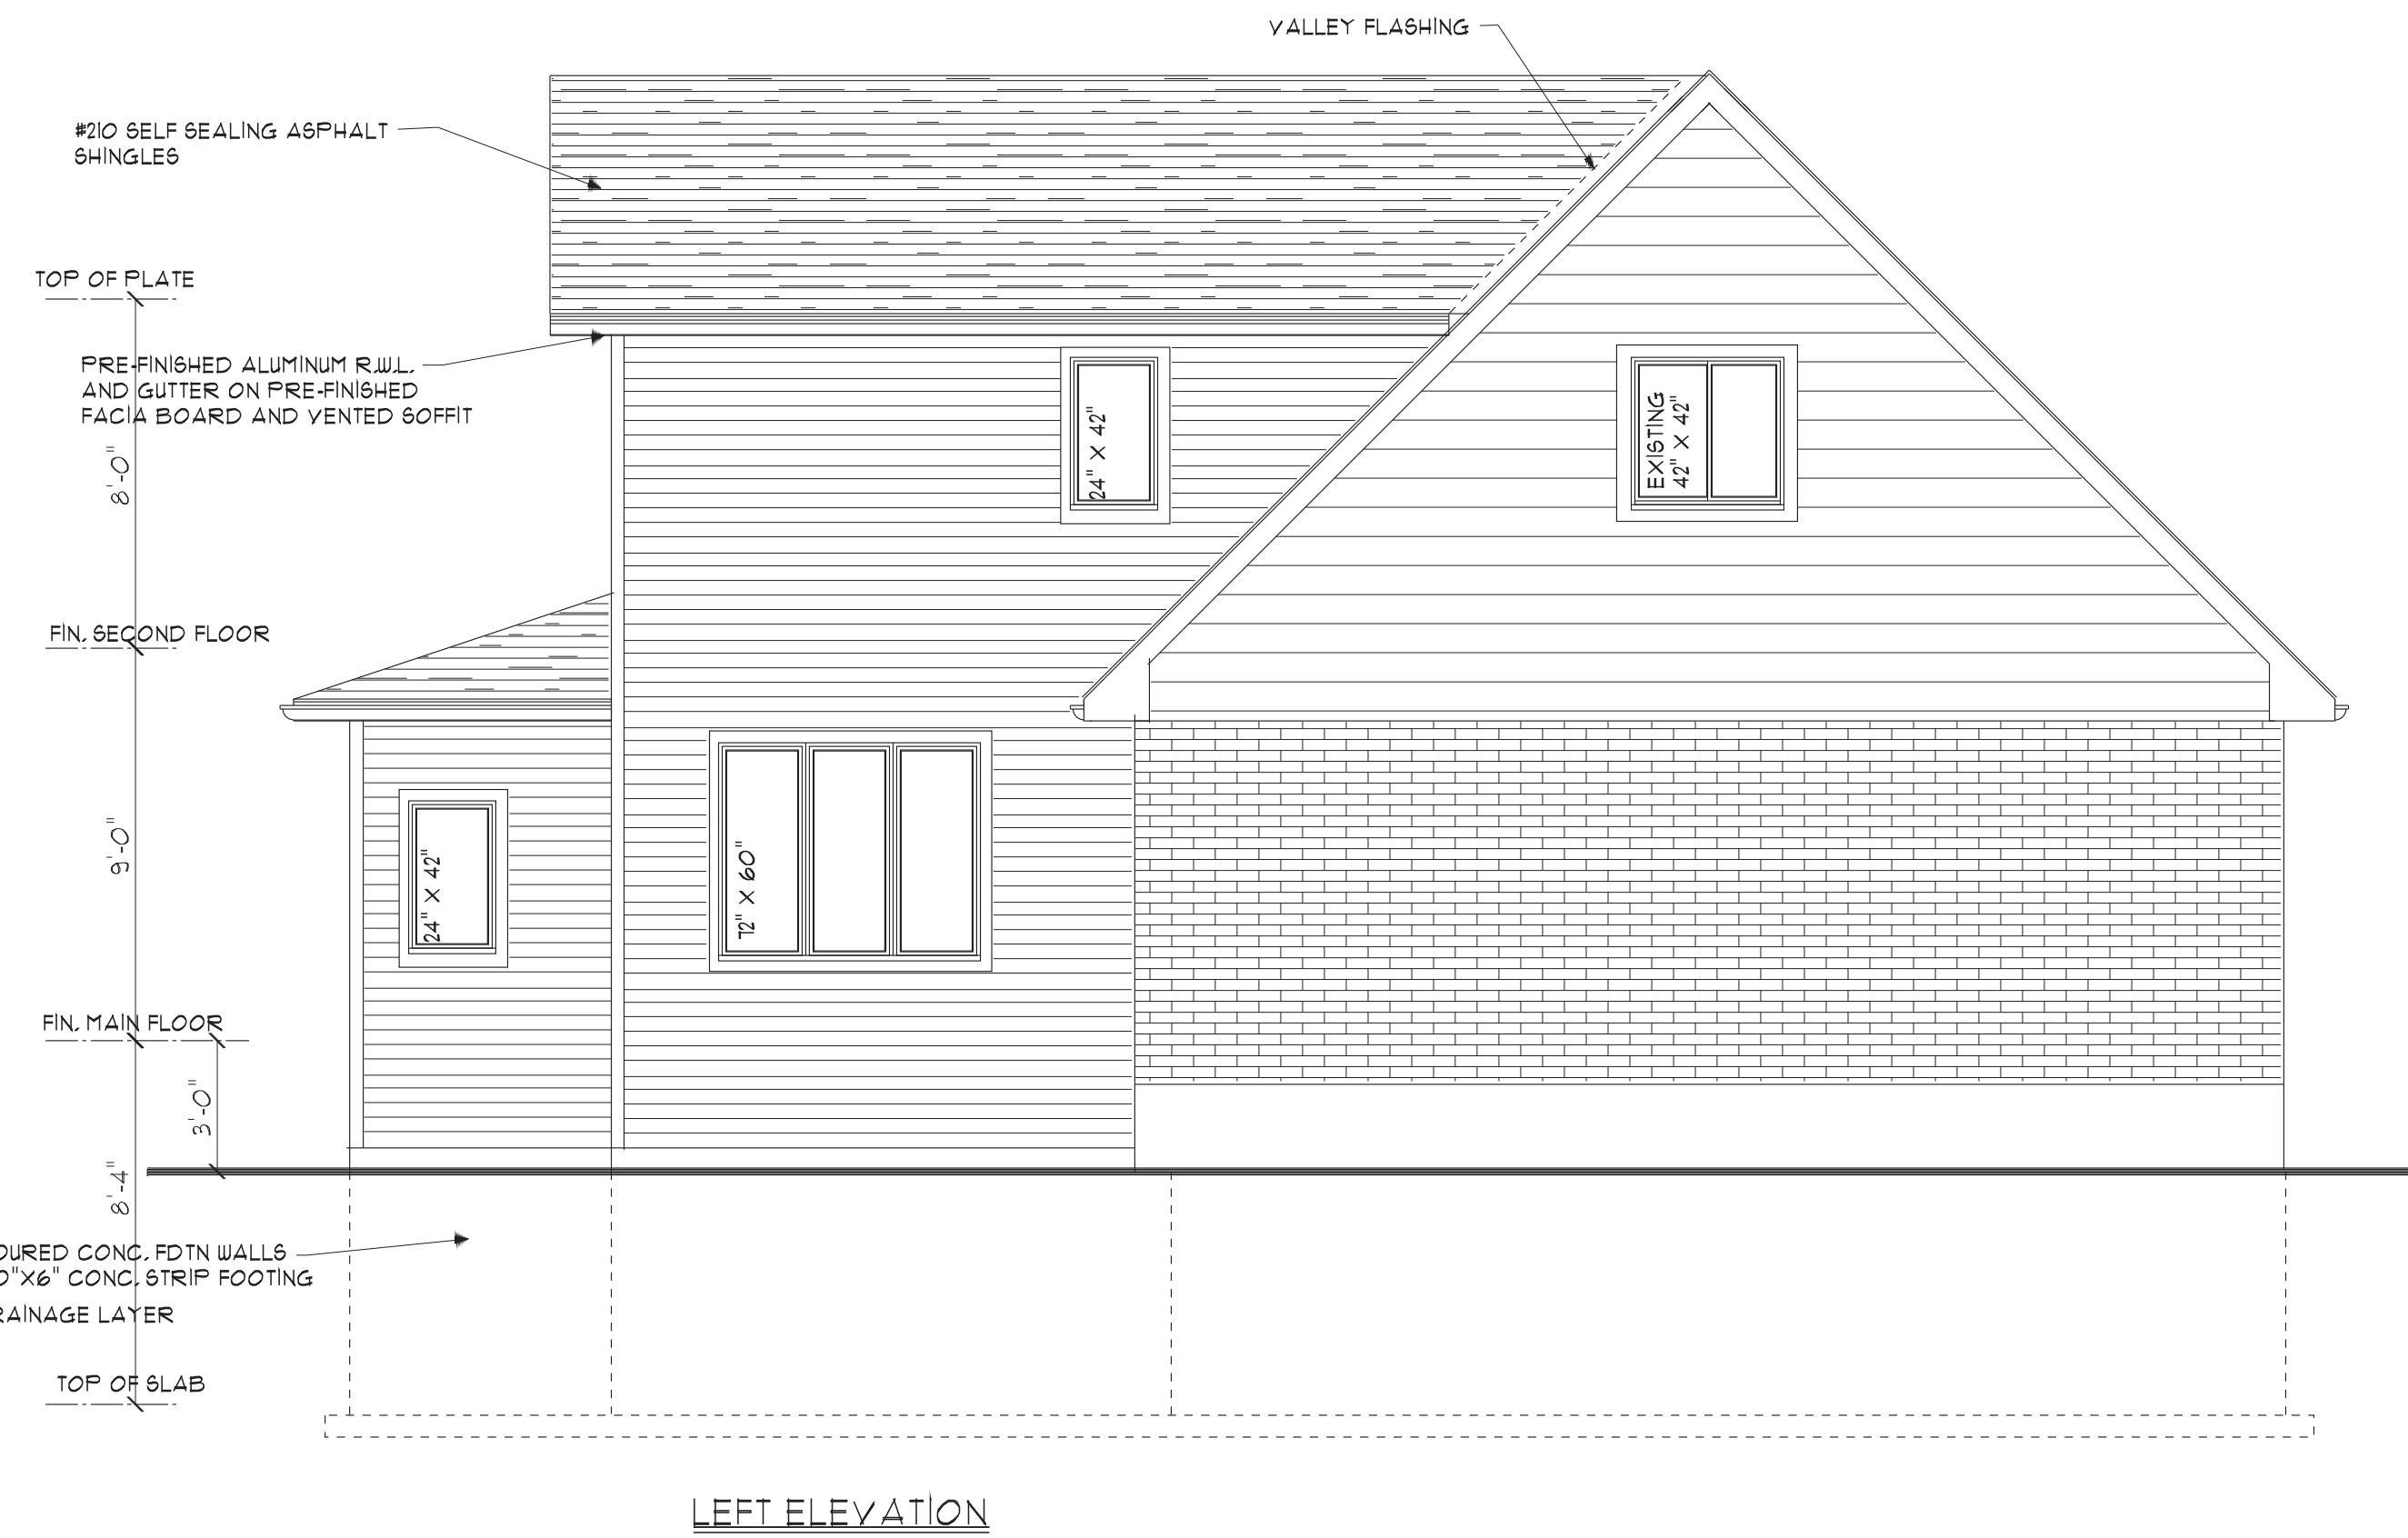 VALLEY FLASHING
#210 SELF SEALING ASPHALT
SHINGLES
TOP OF PLATE
PRE-FINISHED ALUMINUM R.W.L.
AND GUTTER ON PRE-FINISHED
FACIA BOARD AND VENTED SOFFIT
8'-0"
24" X 42"
EXISTING
42" X 42"
FIN. SECOND FLOOR
9'-0"
24" X 42"
72" X 60"
FIN. MAIN FLOOR
3'-0"
8'-4"
OURED CONC. FDTN WALLS
0"X6" CONC. STRIP FOOTING
RAINAGE LAYER
TOP OF SLAB
LEFT ELEVATION